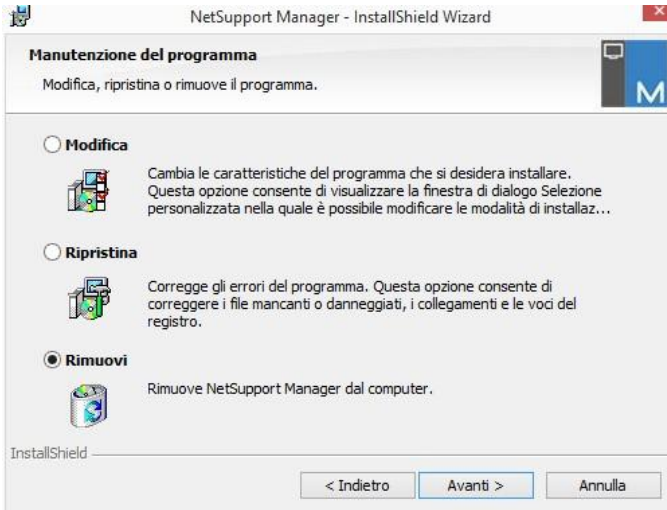 NetSupport Manager - InstallShield Wizard
Manutenzione del programma
Modifica, ripristina o rimuove il programma.
M
Modifica
Cambia le caratteristiche del programma che si desidera installare.
Questa opzione consente di visualizzare la finestra di dialogo Selezione
personalizzata nella quale è possibile modificare le modalità di installaz...
Ripristina
Corregge gli errori del programma. Questa opzione consente di
correggere i file mancanti o danneggiati, i collegamenti e le voci del
registro.
Rimuovi
Rimuove NetSupport Manager dal computer.
InstallShield
< Indietro
Avanti >
Annulla